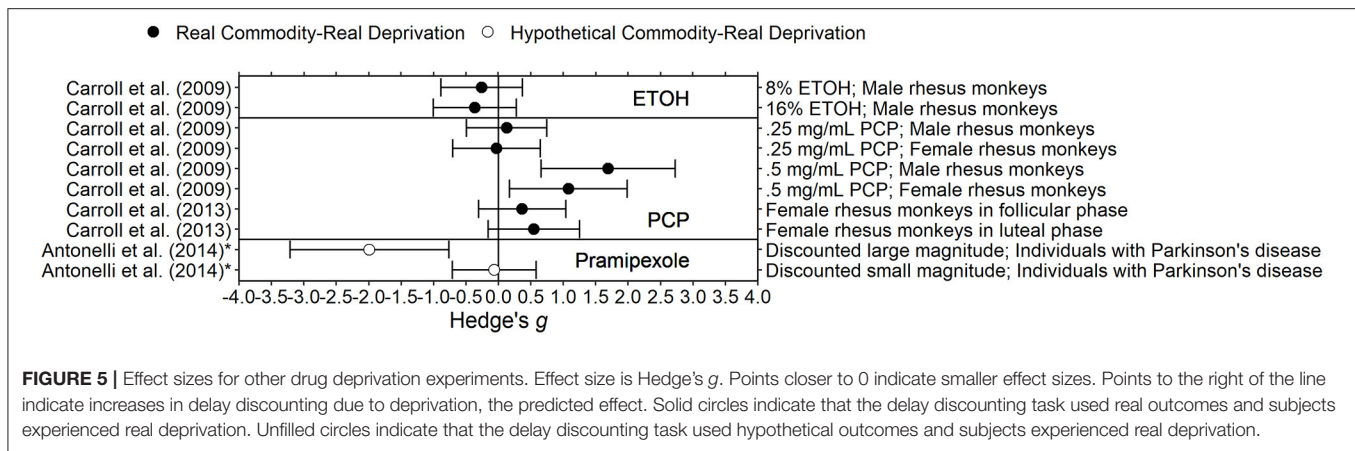 ● Real Commodity-Real Deprivation ○ Hypothetical Commodity-Real Deprivation
Carroll et al. (2009) 8% ETOH; Male rhesus monkeys
ETOH
Carroll et al. (2009) 16% ETOH; Male rhesus monkeys
Carroll et al. (2009) .25 mg/mL PCP; Male rhesus monkeys
Carroll et al. (2009) .25 mg/mL PCP; Female rhesus monkeys
Carroll et al. (2009) .5 mg/mL PCP; Male rhesus monkeys
Carroll et al. (2009) .5 mg/mL PCP; Female rhesus monkeys
Carroll et al. (2013) Female rhesus monkeys in follicular phase
PCP
Carroll et al. (2013) Female rhesus monkeys in luteal phase
Antonelli et al. (2014)* Discounted large magnitude; Individuals with Parkinson's disease
Pramipexole
Antonelli et al. (2014)* Discounted small magnitude; Individuals with Parkinson's disease
-4.0 -3.5 -3.0 -2.5 -2.0 -1.5 -1.0 -0.5 0.0 0.5 1.0 1.5 2.0 2.5 3.0 3.5 4.0
Hedge's g
FIGURE 5 | Effect sizes for other drug deprivation experiments. Effect size is Hedge's g. Points closer to 0 indicate smaller effect sizes. Points to the right of the line
indicate increases in delay discounting due to deprivation, the predicted effect. Solid circles indicate that the delay discounting task used real outcomes and subjects
experienced real deprivation. Unfilled circles indicate that the delay discounting task used hypothetical outcomes and subjects experienced real deprivation.